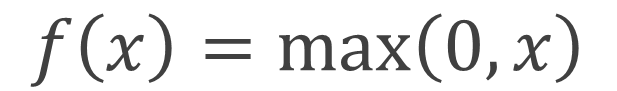 f(x) = max(0, x)